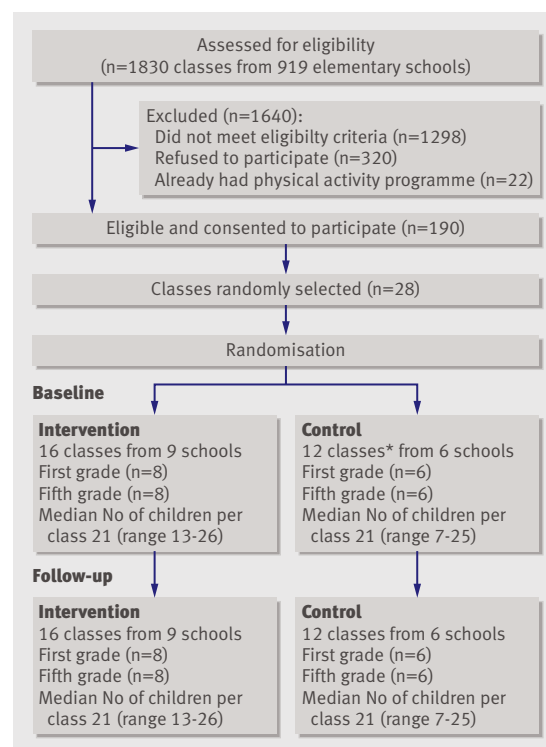 Assessed for eligibility
(n=1830 classes from 919 elementary schools)
Excluded (n=1640):
Did not meet eligibilty criteria (n=1298)
Refused to participate (n=320)
Already had physical activity programme (n=22)
Eligible and consented to participate (n=190)
Classes randomly selected (n=28)
Randomisation
Baseline
Intervention
16 classes from 9 schools
First grade (n=8)
Fifth grade (n=8)
Median No of children per
class 21 (range 13-26)
Control
12 classes* from 6 schools
First grade (n=6)
Fifth grade (n=6)
Median No of children per
class 21 (range 7-25)
Follow-up
Intervention
16 classes from 9 schools
First grade (n=8)
Fifth grade (n=8)
Median No of children per
class 21 (range 13-26)
Control
12 classes from 6 schools
First grade (n=6)
Fifth grade (n=6)
Median No of children per
class 21 (range 7-25)